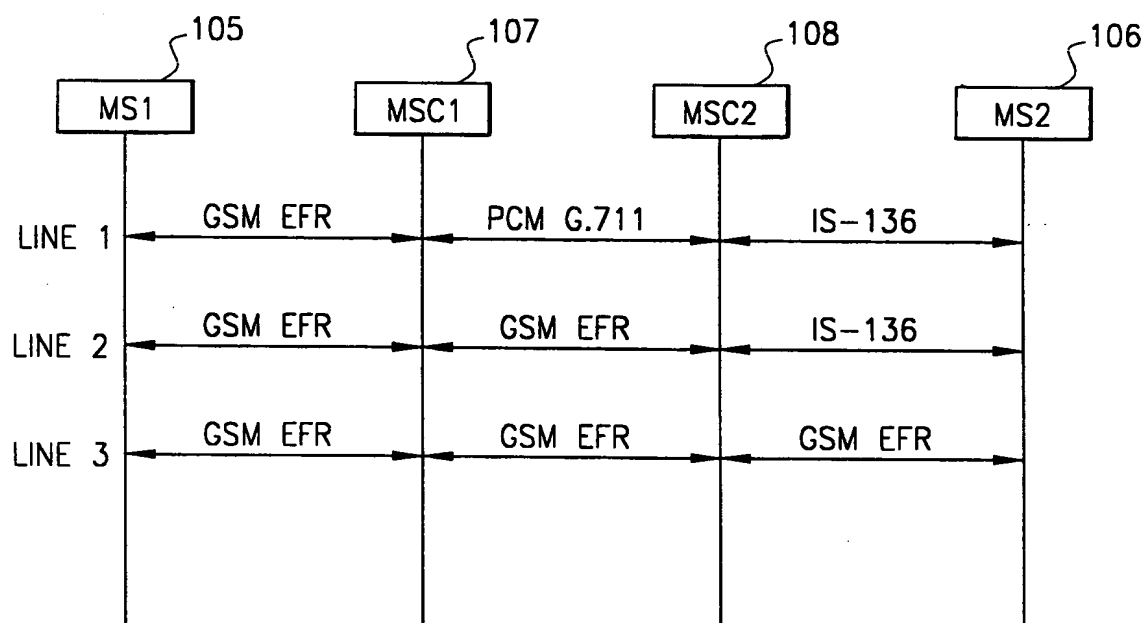 105 107 108 106
MS1 MSC1 MSC2 MS2
LINE 1 GSM EFR PCM G.711 IS-136
LINE 2 GSM EFR GSM EFR IS-136
LINE 3 GSM EFR GSM EFR GSM EFR